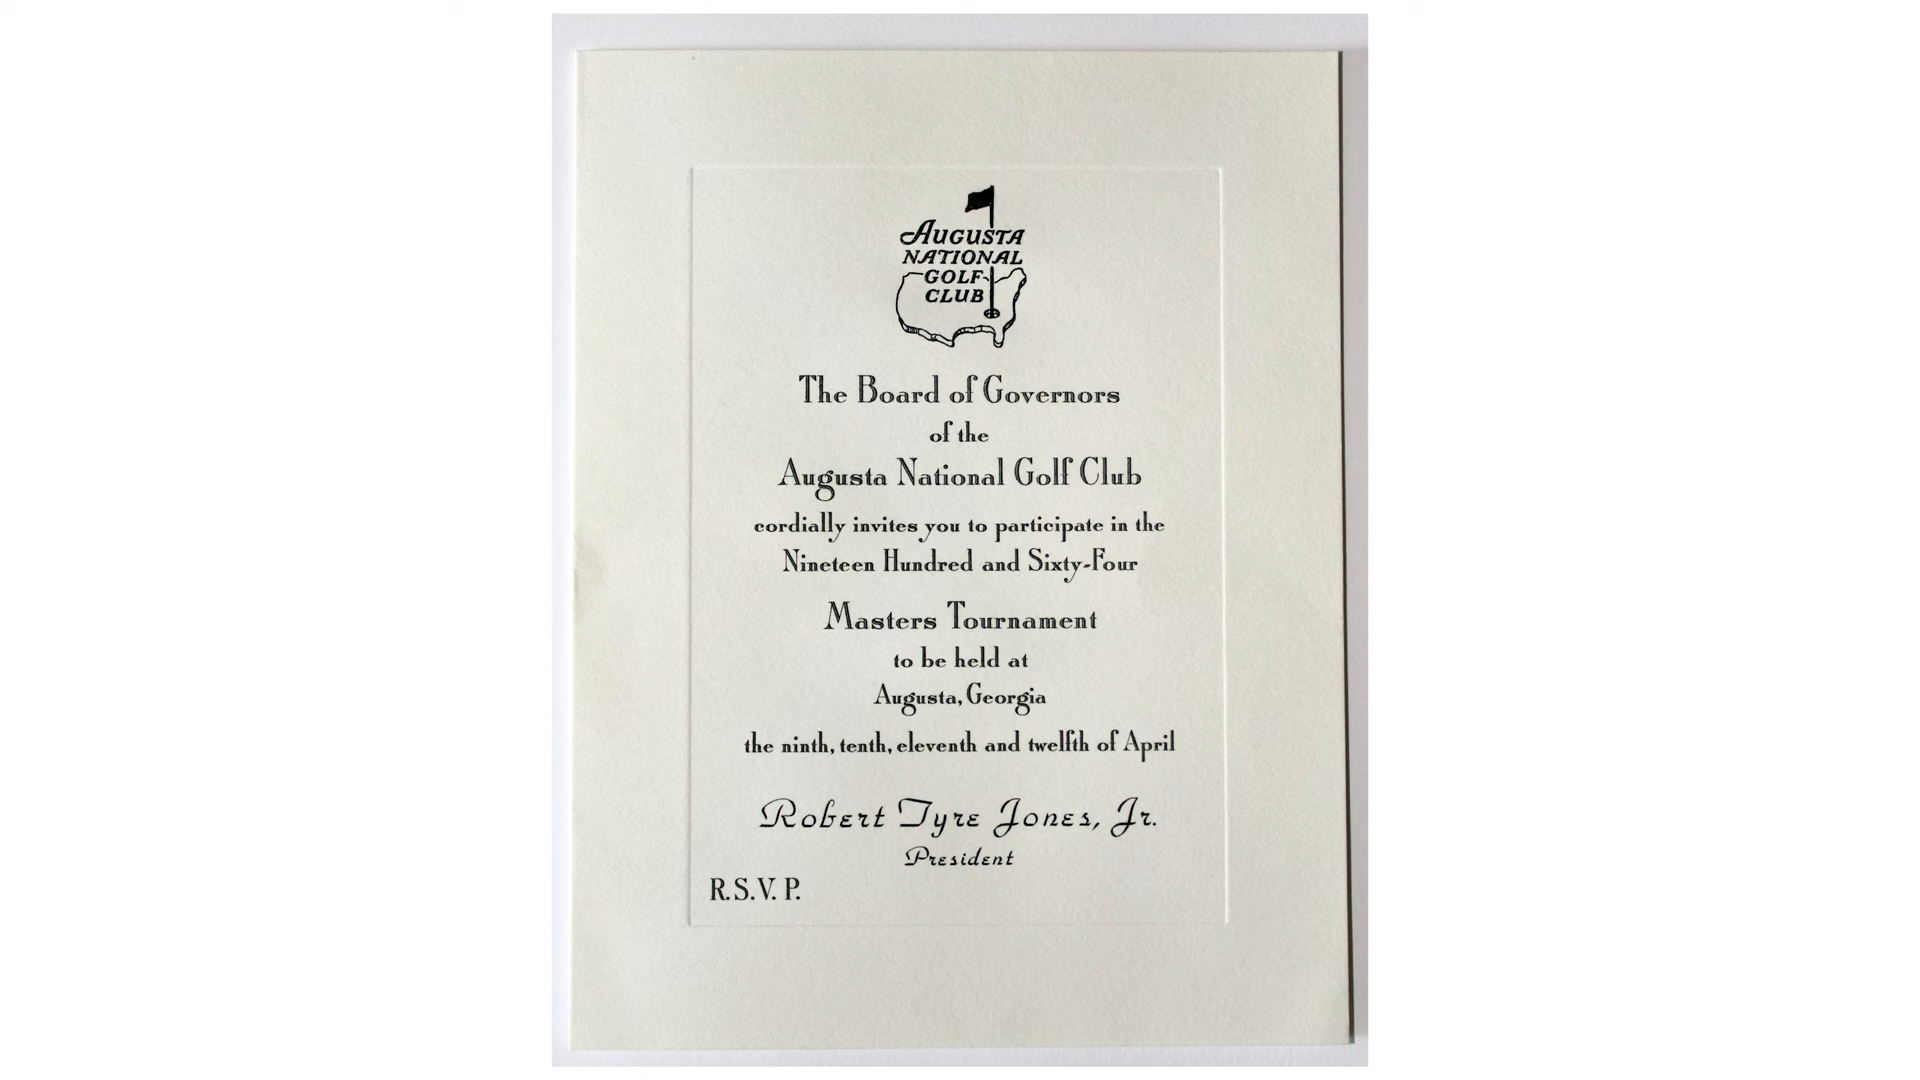 AUGUSTA
NATIONAL
GOLF
CLUB
The Board of Governors
of the
Augusta National Golf Club
cordially invites you to participate in the
Nineteen Hundred and Sixty-Four
Masters Tournament
to be held at
Augusta, Georgia
the ninth, tenth, eleventh and twelfth of April
Robert Tyre Jones, Jr.
President
R.S.V.P.